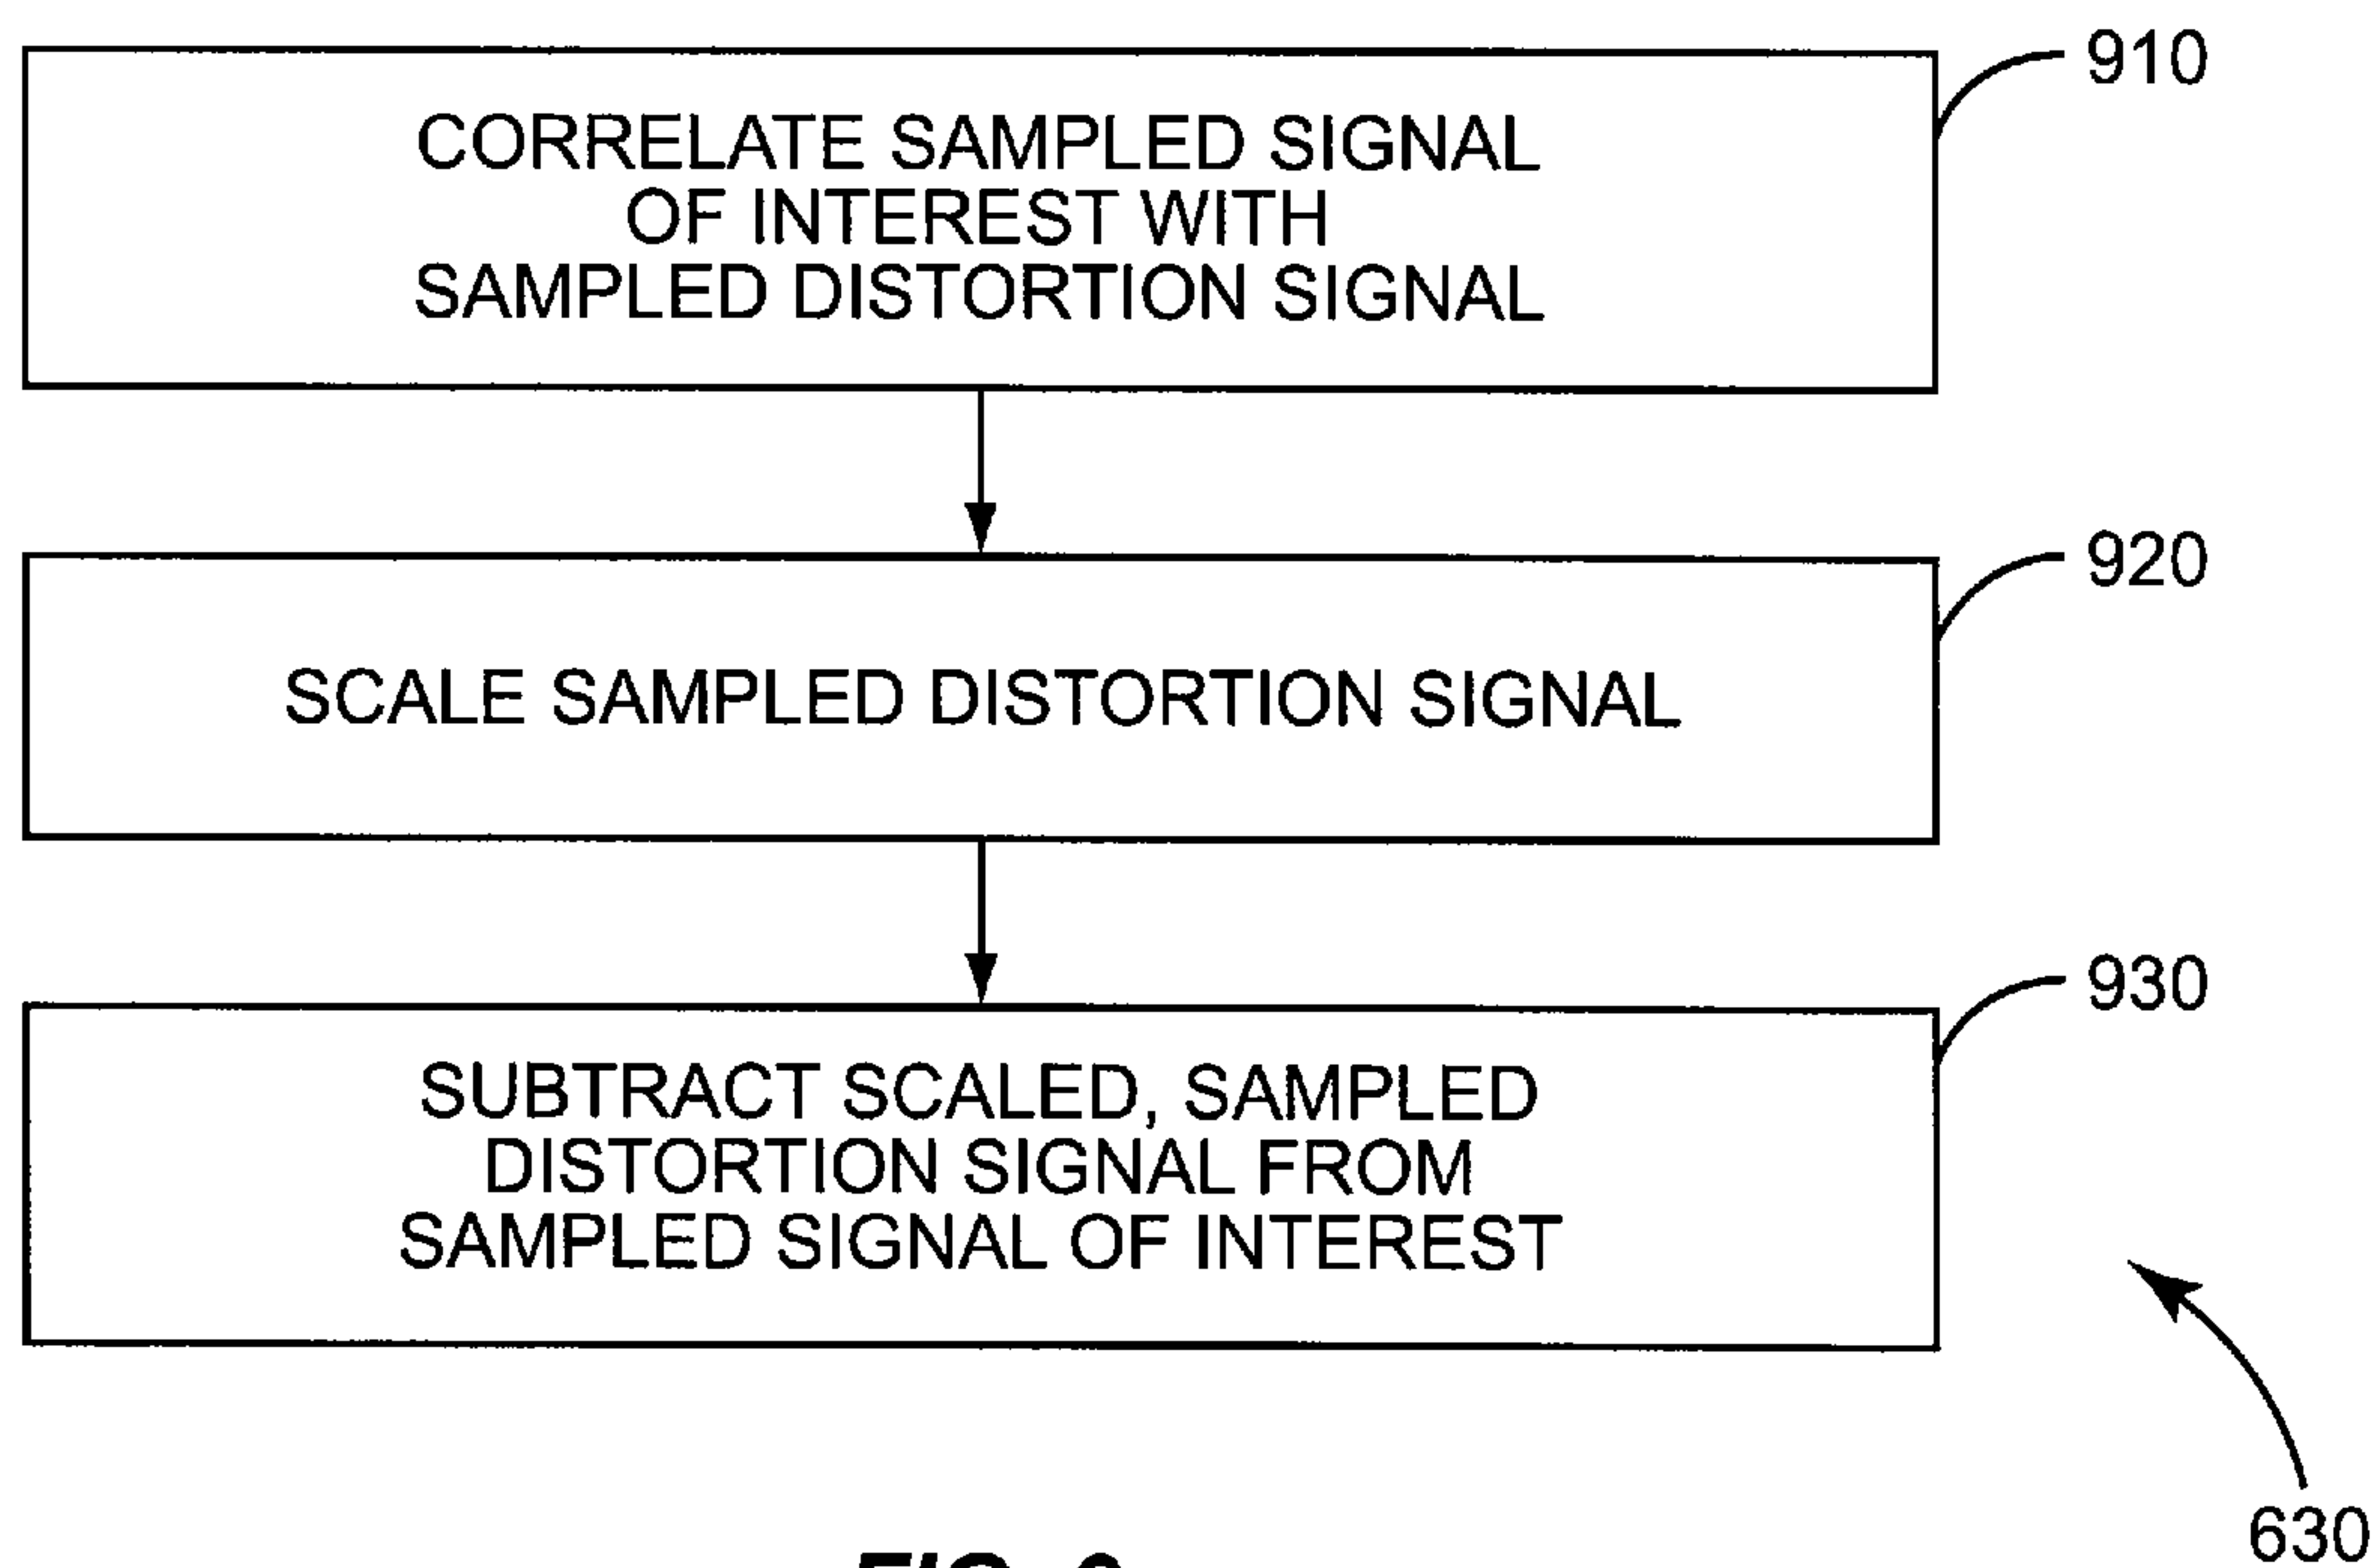 910
CORRELATE SAMPLED SIGNAL
OF INTEREST WITH
SAMPLED DISTORTION SIGNAL
920
SCALE SAMPLED DISTORTION SIGNAL
930
SUBTRACT SCALED, SAMPLED
DISTORTION SIGNAL FROM
SAMPLED SIGNAL OF INTEREST
630